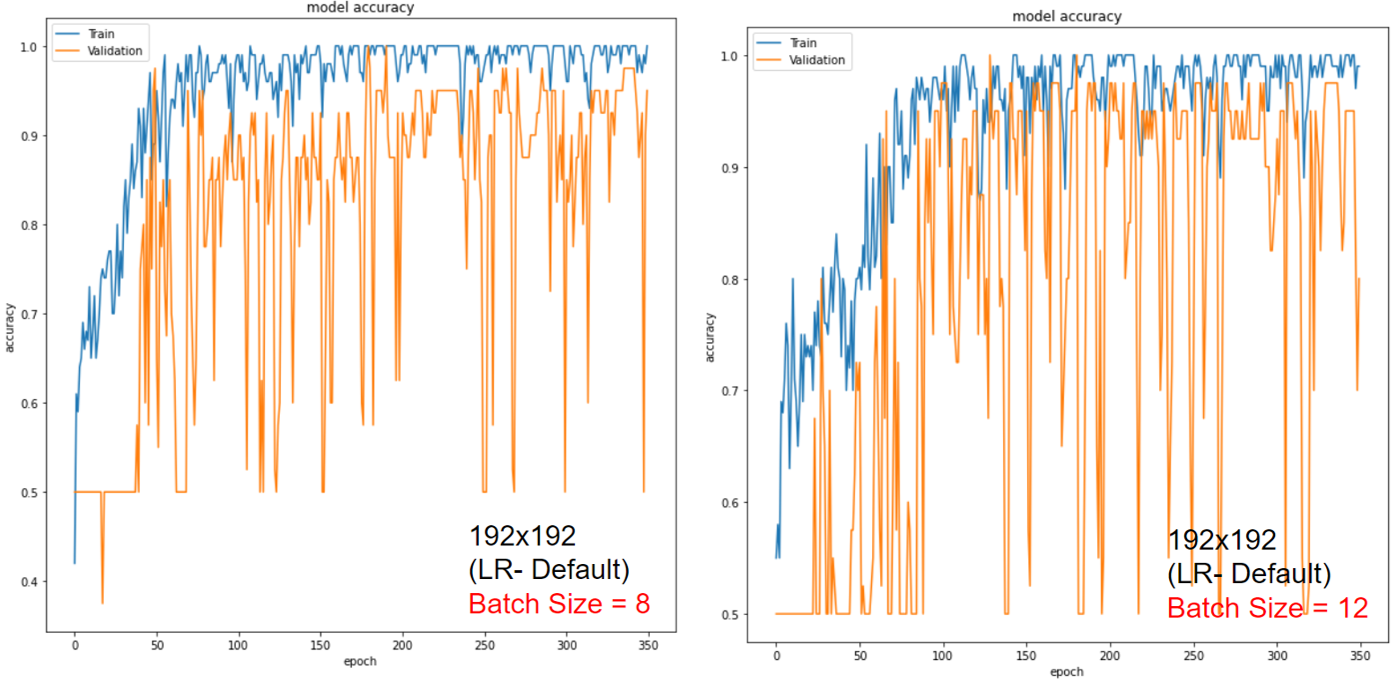 model accuracy
Train
Validation
1.0
0.9
0.8
0.7
0.6
0.5
0.4
accuracy
192x192
(LR- Default)
Batch Size = 8
0 50 100 150 200 250 300 350
epoch
model accuracy
Train
Validation
1.0
0.9
0.8
0.7
0.6
0.5
accuracy
192x192
(LR- Default)
Batch Size = 12
0 50 100 150 200 250 300 350
epoch